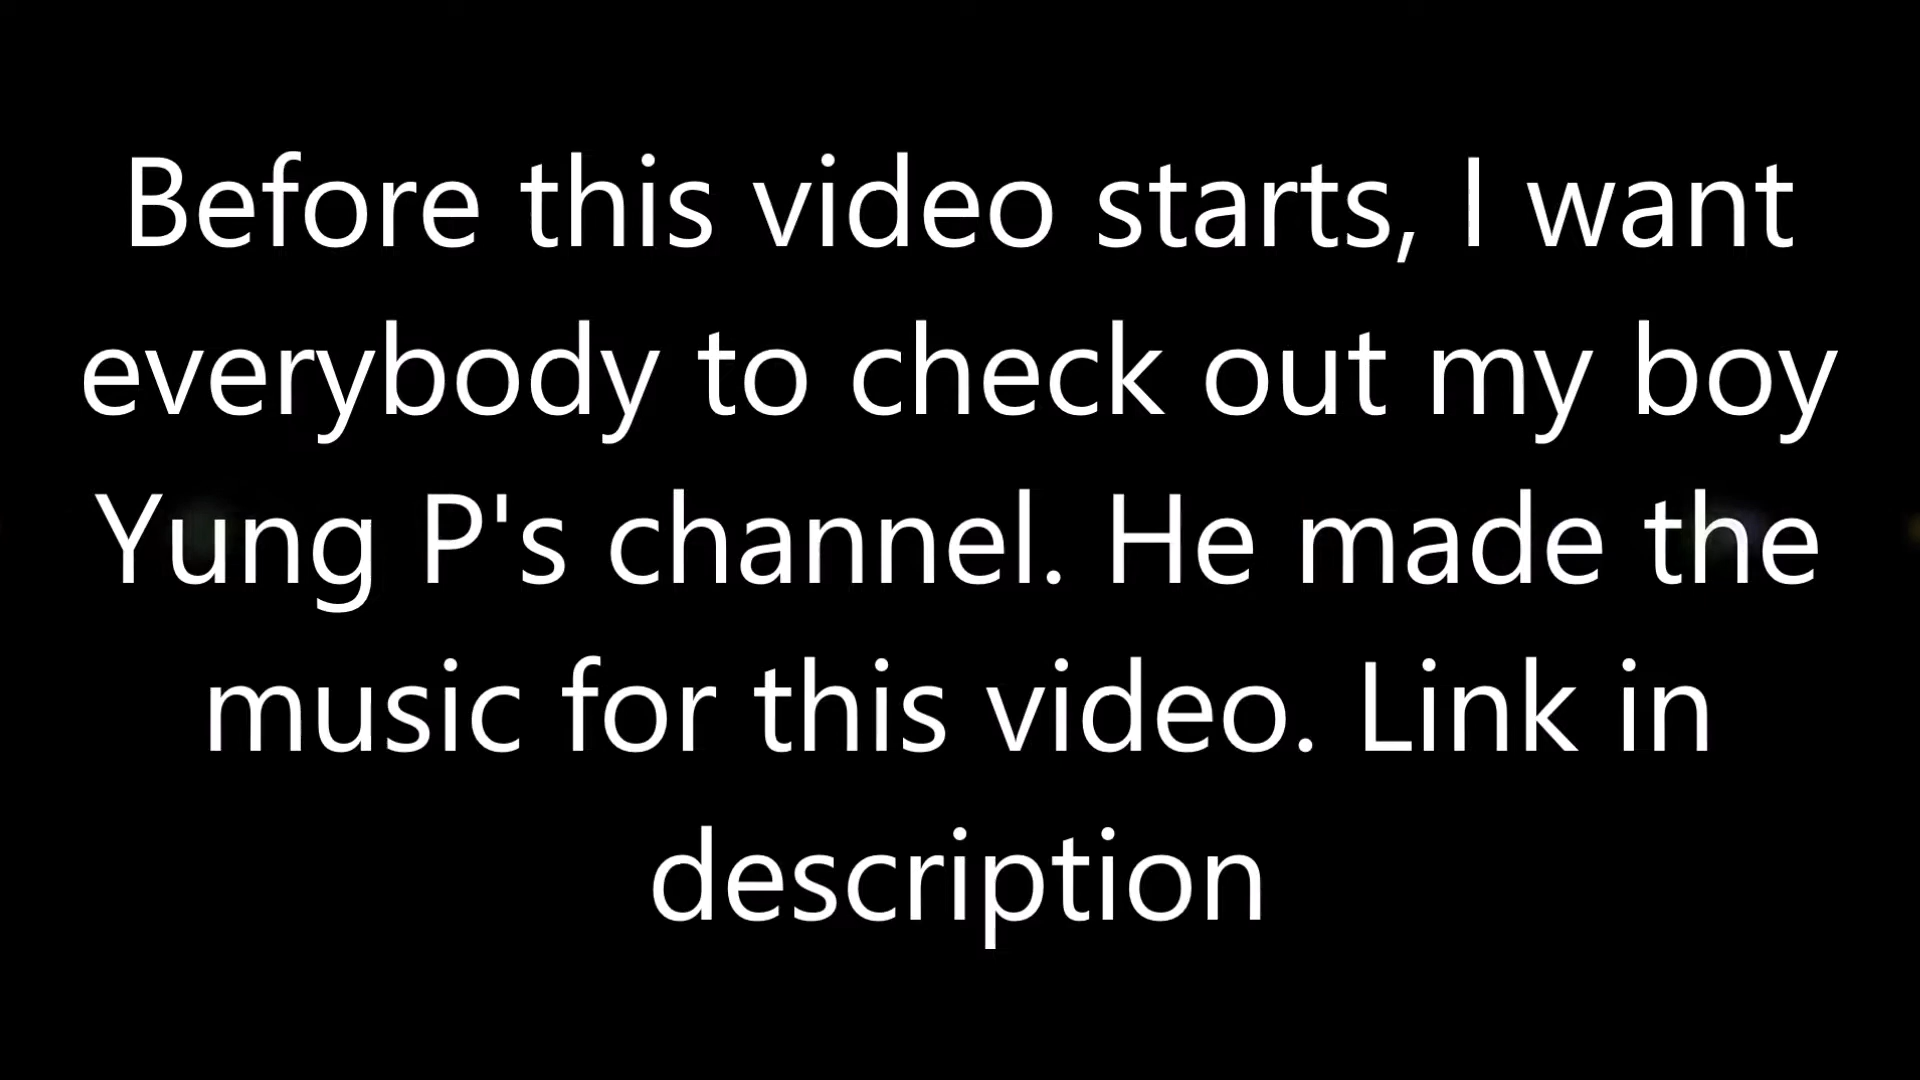 Before this video starts, I want
everybody to check out my boy
Yung P's channel. He made the
music for this video. Link in
description